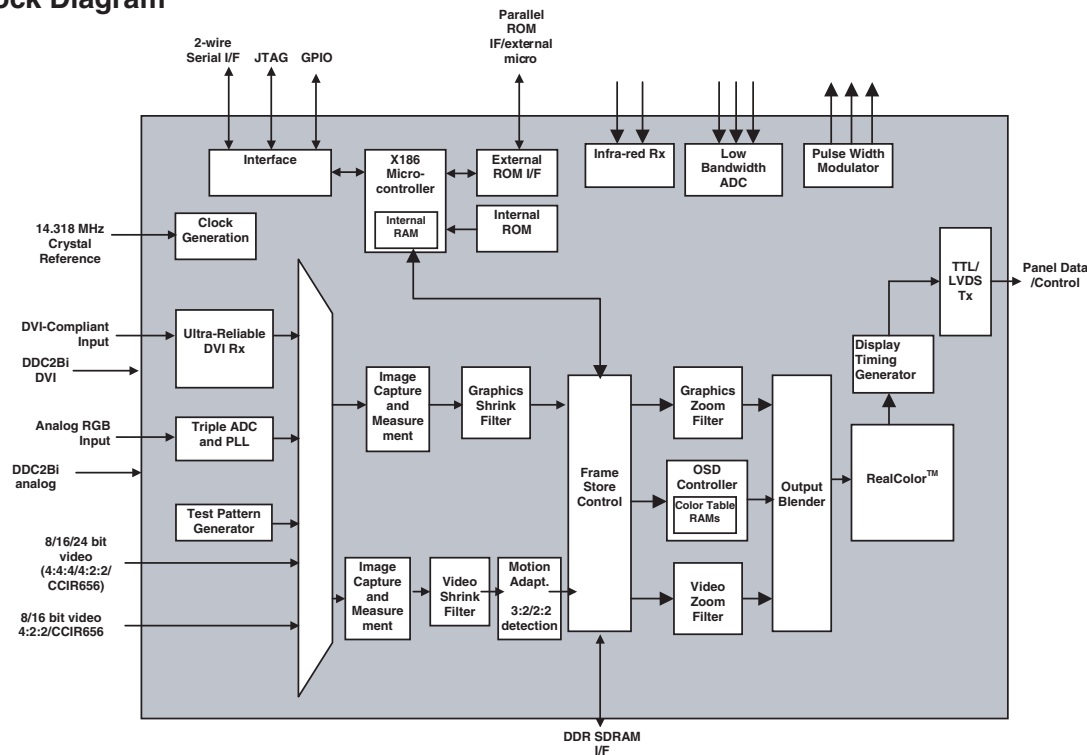 Block Diagram
Parallel
ROM
IF/external
micro
2-wire
Serial I/F
JTAG
GPIO
Interface
X186
Micro-
controller
Internal
RAM
External
ROM I/F
Internal
ROM
Infra-red Rx
Low
Bandwidth
ADC
Pulse Width
Modulator
14.318 MHz
Crystal
Reference
Clock
Generation
TTL/
LVDS
Tx
Panel Data
/Control
DVI-Compliant
Input
Ultra-Reliable
DVI Rx
DDC2Bi
DVI
Display
Timing
Generator
Image
Capture
and
Measure
ment
Graphics
Shrink
Filter
Frame
Store
Control
Graphics
Zoom
Filter
Output
Blender
RealColor™
Analog RGB
Input
Triple ADC
and PLL
DDC2Bi
analog
OSD
Controller
Color Table
RAMs
Test Pattern
Generator
8/16/24 bit
video
(4:4:4/4:2:2/
CCIR656)
Image
Capture
and
Measure
ment
Video
Shrink
Filter
Motion
Adapt.
3:2/2:2
detection
Video
Zoom
Filter
8/16 bit video
4:2:2/CCIR656
DDR SDRAM
I/F